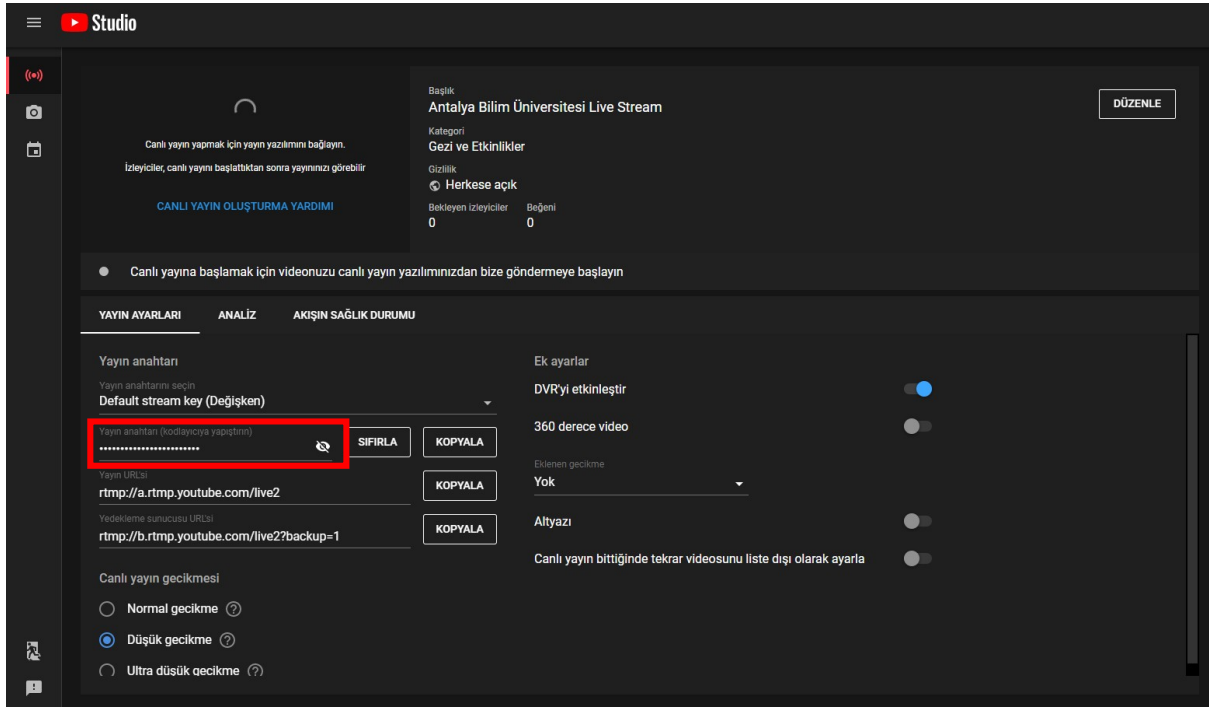 Studio
Canlı yayın yapmak için yayın yazılımını bağlayın.
İzleyiciler, canlı yayını başlattıktan sonra yayınınızı görebilir
CANLI YAYIN OLUŞTURMA YARDIMI
Başlık
Antalya Bilim Üniversitesi Live Stream
Kategori
Gezi ve Etkinlikler
Gizlilik
Herkese açık
Bekleyen izleyiciler Beğeni
0 0
DÜZENLE
Canlı yayına başlamak için videonuzu canlı yayın yazılımınızdan bize göndermeye başlayın
YAYIN AYARLARI ANALİZ AKIŞIN SAĞLIK DURUMU
Yayın anahtarı
Yayın anahtarını seçin
Default stream key (Değişken)
Yayın anahtarı (kodlayıcıya yapıştırın)
•••••••••••••••••••••••• SIFIRLA KOPYALA
Yayın URL'si
rtmp://a.rtmp.youtube.com/live2 KOPYALA
Yedekleme sunucusu URL'si
rtmp://b.rtmp.youtube.com/live2?backup=1 KOPYALA
Canlı yayın gecikmesi
Normal gecikme
Düşük gecikme
Ultra düşük gecikme
Ek ayarlar
DVR'yi etkinleştir
360 derece video
Eklenen gecikme
Yok
Altyazı
Canlı yayın bittiğinde tekrar videosunu liste dışı olarak ayarla